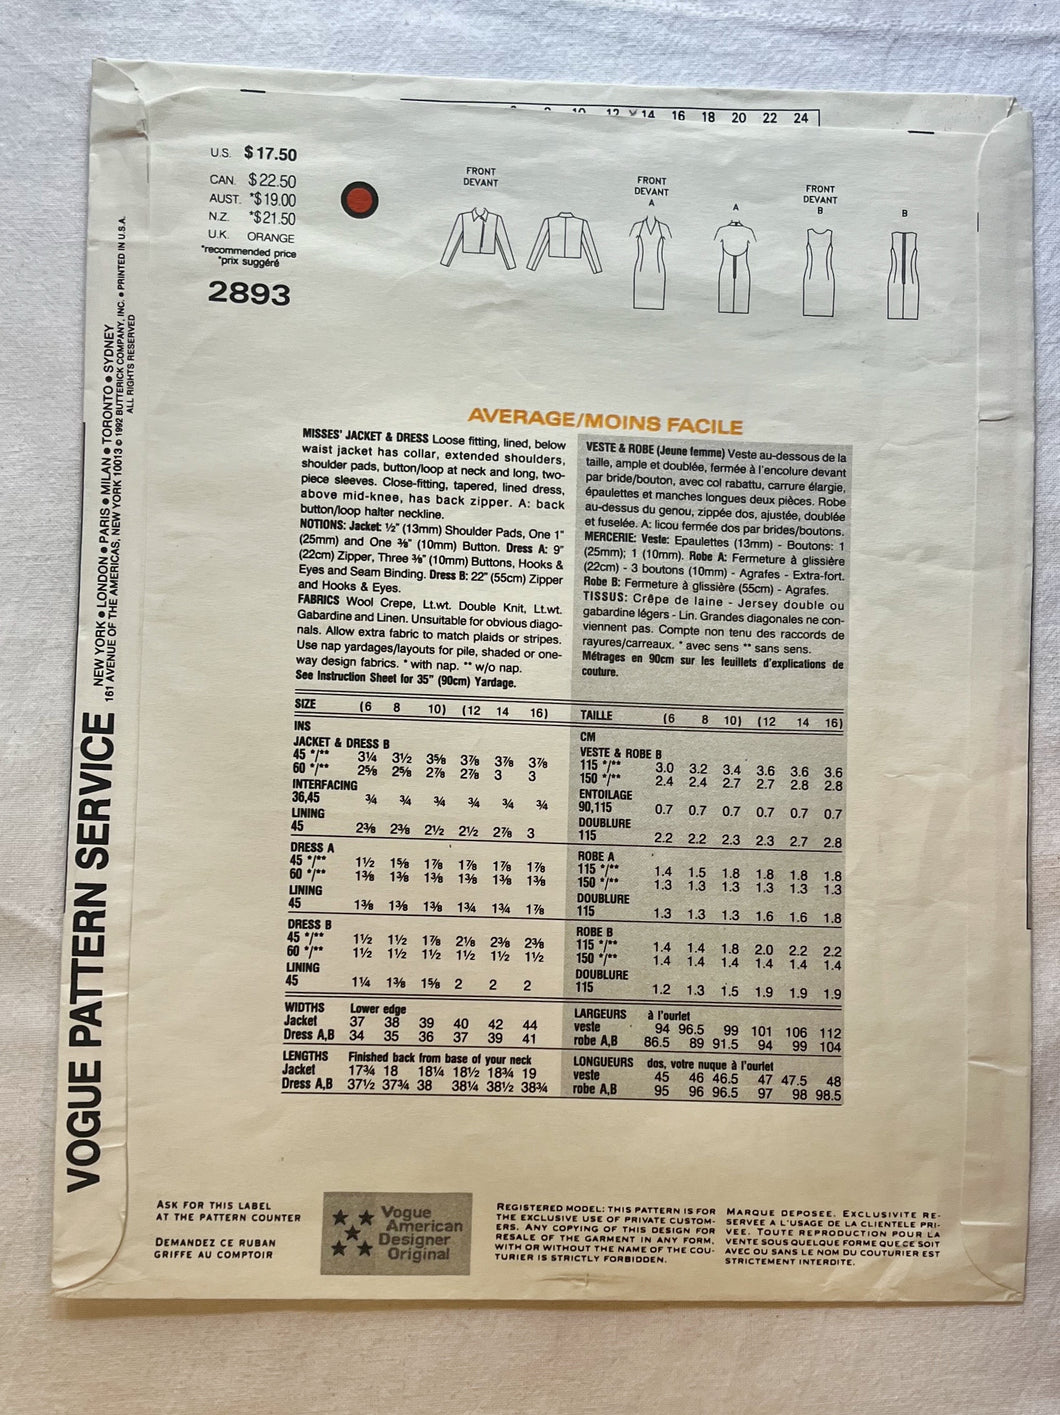 12 14 16 18 20 22 24
U.S. $17.50
CAN. $22.50
AUST. *$19.00
N.Z. *$21.50
U.K. ORANGE
*recommended price
*prix suggéré
2893
FRONT
DEVANT
FRONT
DEVANT
A
A
FRONT
DEVANT
B
B
AVERAGE/MOINS FACILE
MISSES' JACKET & DRESS Loose fitting, lined, below
waist jacket has collar, extended shoulders,
shoulder pads, button/loop at neck and long, two-
piece sleeves. Close-fitting, tapered, lined dress,
above mid-knee, has back zipper. A: back
button/loop halter neckline.
NOTIONS: Jacket: ½" (13mm) Shoulder Pads, One 1"
(25mm) and One ⅜" (10mm) Button. Dress A: 9"
(22cm) Zipper, Three ⅜" (10mm) Buttons, Hooks &
Eyes and Seam Binding. Dress B: 22" (55cm) Zipper
and Hooks & Eyes.
FABRICS Wool Crepe, Lt.wt. Double Knit, Lt.wt.
Gabardine and Linen. Unsuitable for obvious diago-
nals. Allow extra fabric to match plaids or stripes.
Use nap yardages/layouts for pile, shaded or one-
way design fabrics. * with nap. ** w/o nap.
See Instruction Sheet for 35" (90cm) Yardage.
VESTE & ROBE (Jeune femme) Veste au-dessous de la
taille, ample et doublée, fermée à l'encolure devant
par bride/bouton, avec col rabattu, carrure élargie,
épaulettes et manches longues deux pièces. Robe
au-dessus du genou, zippée dos, ajustée, doublée
et fuselée. A: licou fermée dos par brides/boutons.
MERCERIE: Veste: Epaulettes (13mm) - Boutons: 1
(25mm); 1 (10mm). Robe A: Fermeture à glissière
(22cm) - 3 boutons (10mm) - Agrafes - Extra-fort.
Robe B: Fermeture à glissière (55cm) - Agrafes.
TISSUS: Crêpe de laine - Jersey double ou
gabardine légers - Lin. Grandes diagonales ne con-
viennent pas. Compte non tenu des raccords de
rayures/carreaux. * avec sens ** sans sens.
Métrages en 90cm sur les feuillets d'explications de
couture.
SIZE (6 8 10) (12 14 16)
INS
JACKET & DRESS B
45 */** 3¼ 3½ 3⅝ 3⅞ 3⅞ 3⅞
60 */** 2⅝ 2⅝ 2⅞ 2⅞ 3 3
INTERFACING
36,45 ¾ ¾ ¾ ¾ ¾ ¾
LINING
45 2⅜ 2⅜ 2½ 2½ 2⅞ 3
DRESS A
45 */** 1½ 1⅝ 1⅞ 1⅞ 1⅞ 1⅞
60 */** 1⅜ 1⅜ 1⅜ 1⅜ 1⅜ 1⅜
LINING
45 1⅜ 1⅜ 1⅜ 1¾ 1¾ 1⅞
DRESS B
45 */** 1½ 1½ 1⅞ 2⅛ 2⅜ 2⅜
60 */** 1½ 1½ 1½ 1½ 1½ 1½
LINING
45 1¼ 1⅜ 1⅝ 2 2 2
WIDTHS Lower edge
Jacket 37 38 39 40 42 44
Dress A,B 34 35 36 37 39 41
LENGTHS Finished back from base of your neck
Jacket 17¾ 18 18¼ 18½ 18¾ 19
Dress A,B 37½ 37¾ 38 38¼ 38½ 38¾
TAILLE (6 8 10) (12 14 16)
CM
VESTE & ROBE B
115 */** 3.0 3.2 3.4 3.6 3.6 3.6
150 */** 2.4 2.4 2.7 2.7 2.8 2.8
ENTOILAGE
90,115 0.7 0.7 0.7 0.7 0.7 0.7
DOUBLURE
115 2.2 2.2 2.3 2.3 2.7 2.8
ROBE A
115 */** 1.4 1.5 1.8 1.8 1.8 1.8
150 */** 1.3 1.3 1.3 1.3 1.3 1.3
DOUBLURE
115 1.3 1.3 1.3 1.6 1.6 1.8
ROBE B
115 */** 1.4 1.4 1.8 2.0 2.2 2.2
150 */** 1.4 1.4 1.4 1.4 1.4 1.4
DOUBLURE
115 1.2 1.3 1.5 1.9 1.9 1.9
LARGEURS à l'ourlet
veste 94 96.5 99 101 106 112
robe A,B 86.5 89 91.5 94 99 104
LONGUEURS dos, votre nuque à l'ourlet
veste 45 46 46.5 47 47.5 48
robe A,B 95 96 96.5 97 98 98.5
VOGUE PATTERN SERVICE
NEW YORK ● LONDON ● PARIS ● MILAN ● TORONTO ● SYDNEY
161 AVENUE OF THE AMERICAS, NEW YORK 10013 © 1992 BUTTERICK COMPANY, INC. ● PRINTED IN U.S.A.
ALL RIGHTS RESERVED
ASK FOR THIS LABEL
AT THE PATTERN COUNTER
DEMANDEZ CE RUBAN
GRIFFE AU COMPTOIR
Vogue
American
Designer
Original
REGISTERED MODEL: THIS PATTERN IS FOR
THE EXCLUSIVE USE OF PRIVATE CUSTOM-
ERS. ANY COPYING OF THIS DESIGN FOR
RESALE OF THE GARMENT IN ANY FORM,
WITH OR WITHOUT THE NAME OF THE COU-
TURIER IS STRICTLY FORBIDDEN.
MARQUE DEPOSEE. EXCLUSIVITE RE-
SERVEE A L'USAGE DE LA CLIENTELE PRI-
VEE. TOUTE REPRODUCTION POUR LA
VENTE SOUS QUELQUE FORME QUE CE SOIT
AVEC OU SANS LE NOM DU COUTURIER EST
STRICTEMENT INTERDITE.